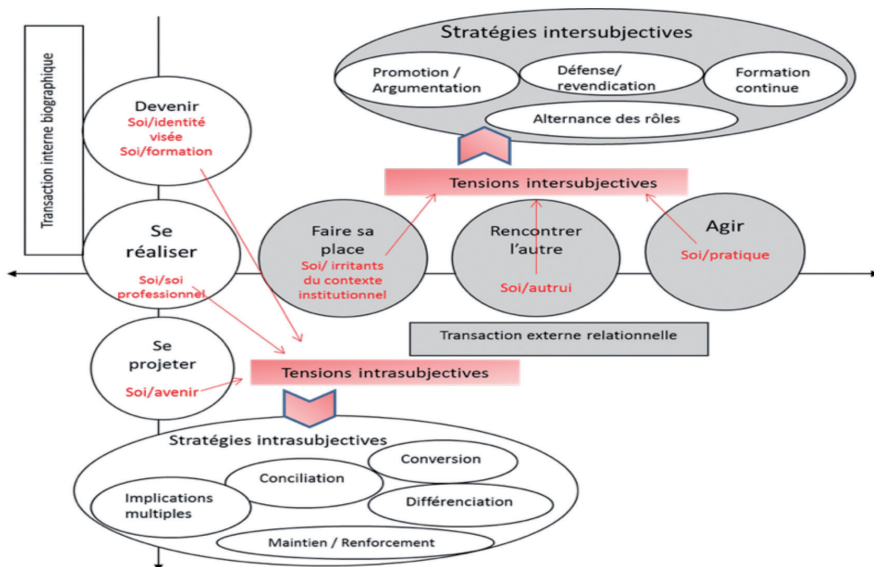 Stratégies intersubjectives
Promotion /
Argumentation
Défense/
revendication
Formation
continue
Alternance des rôles
Transaction interne biographique
Devenir
Soi/identité
visée
Soi/formation
Tensions intersubjectives
Se
réaliser
Soi/soi
professionnel
Faire sa
place
Soi/ irritants
du contexte
institutionnel
Rencontrer
l'autre
Soi/autrui
Agir
Soi/pratique
Transaction externe relationnelle
Se
projeter
Soi/avenir
Tensions intrasubjectives
Stratégies intrasubjectives
Conversion
Conciliation
Implications
multiples
Différenciation
Maintien / Renforcement